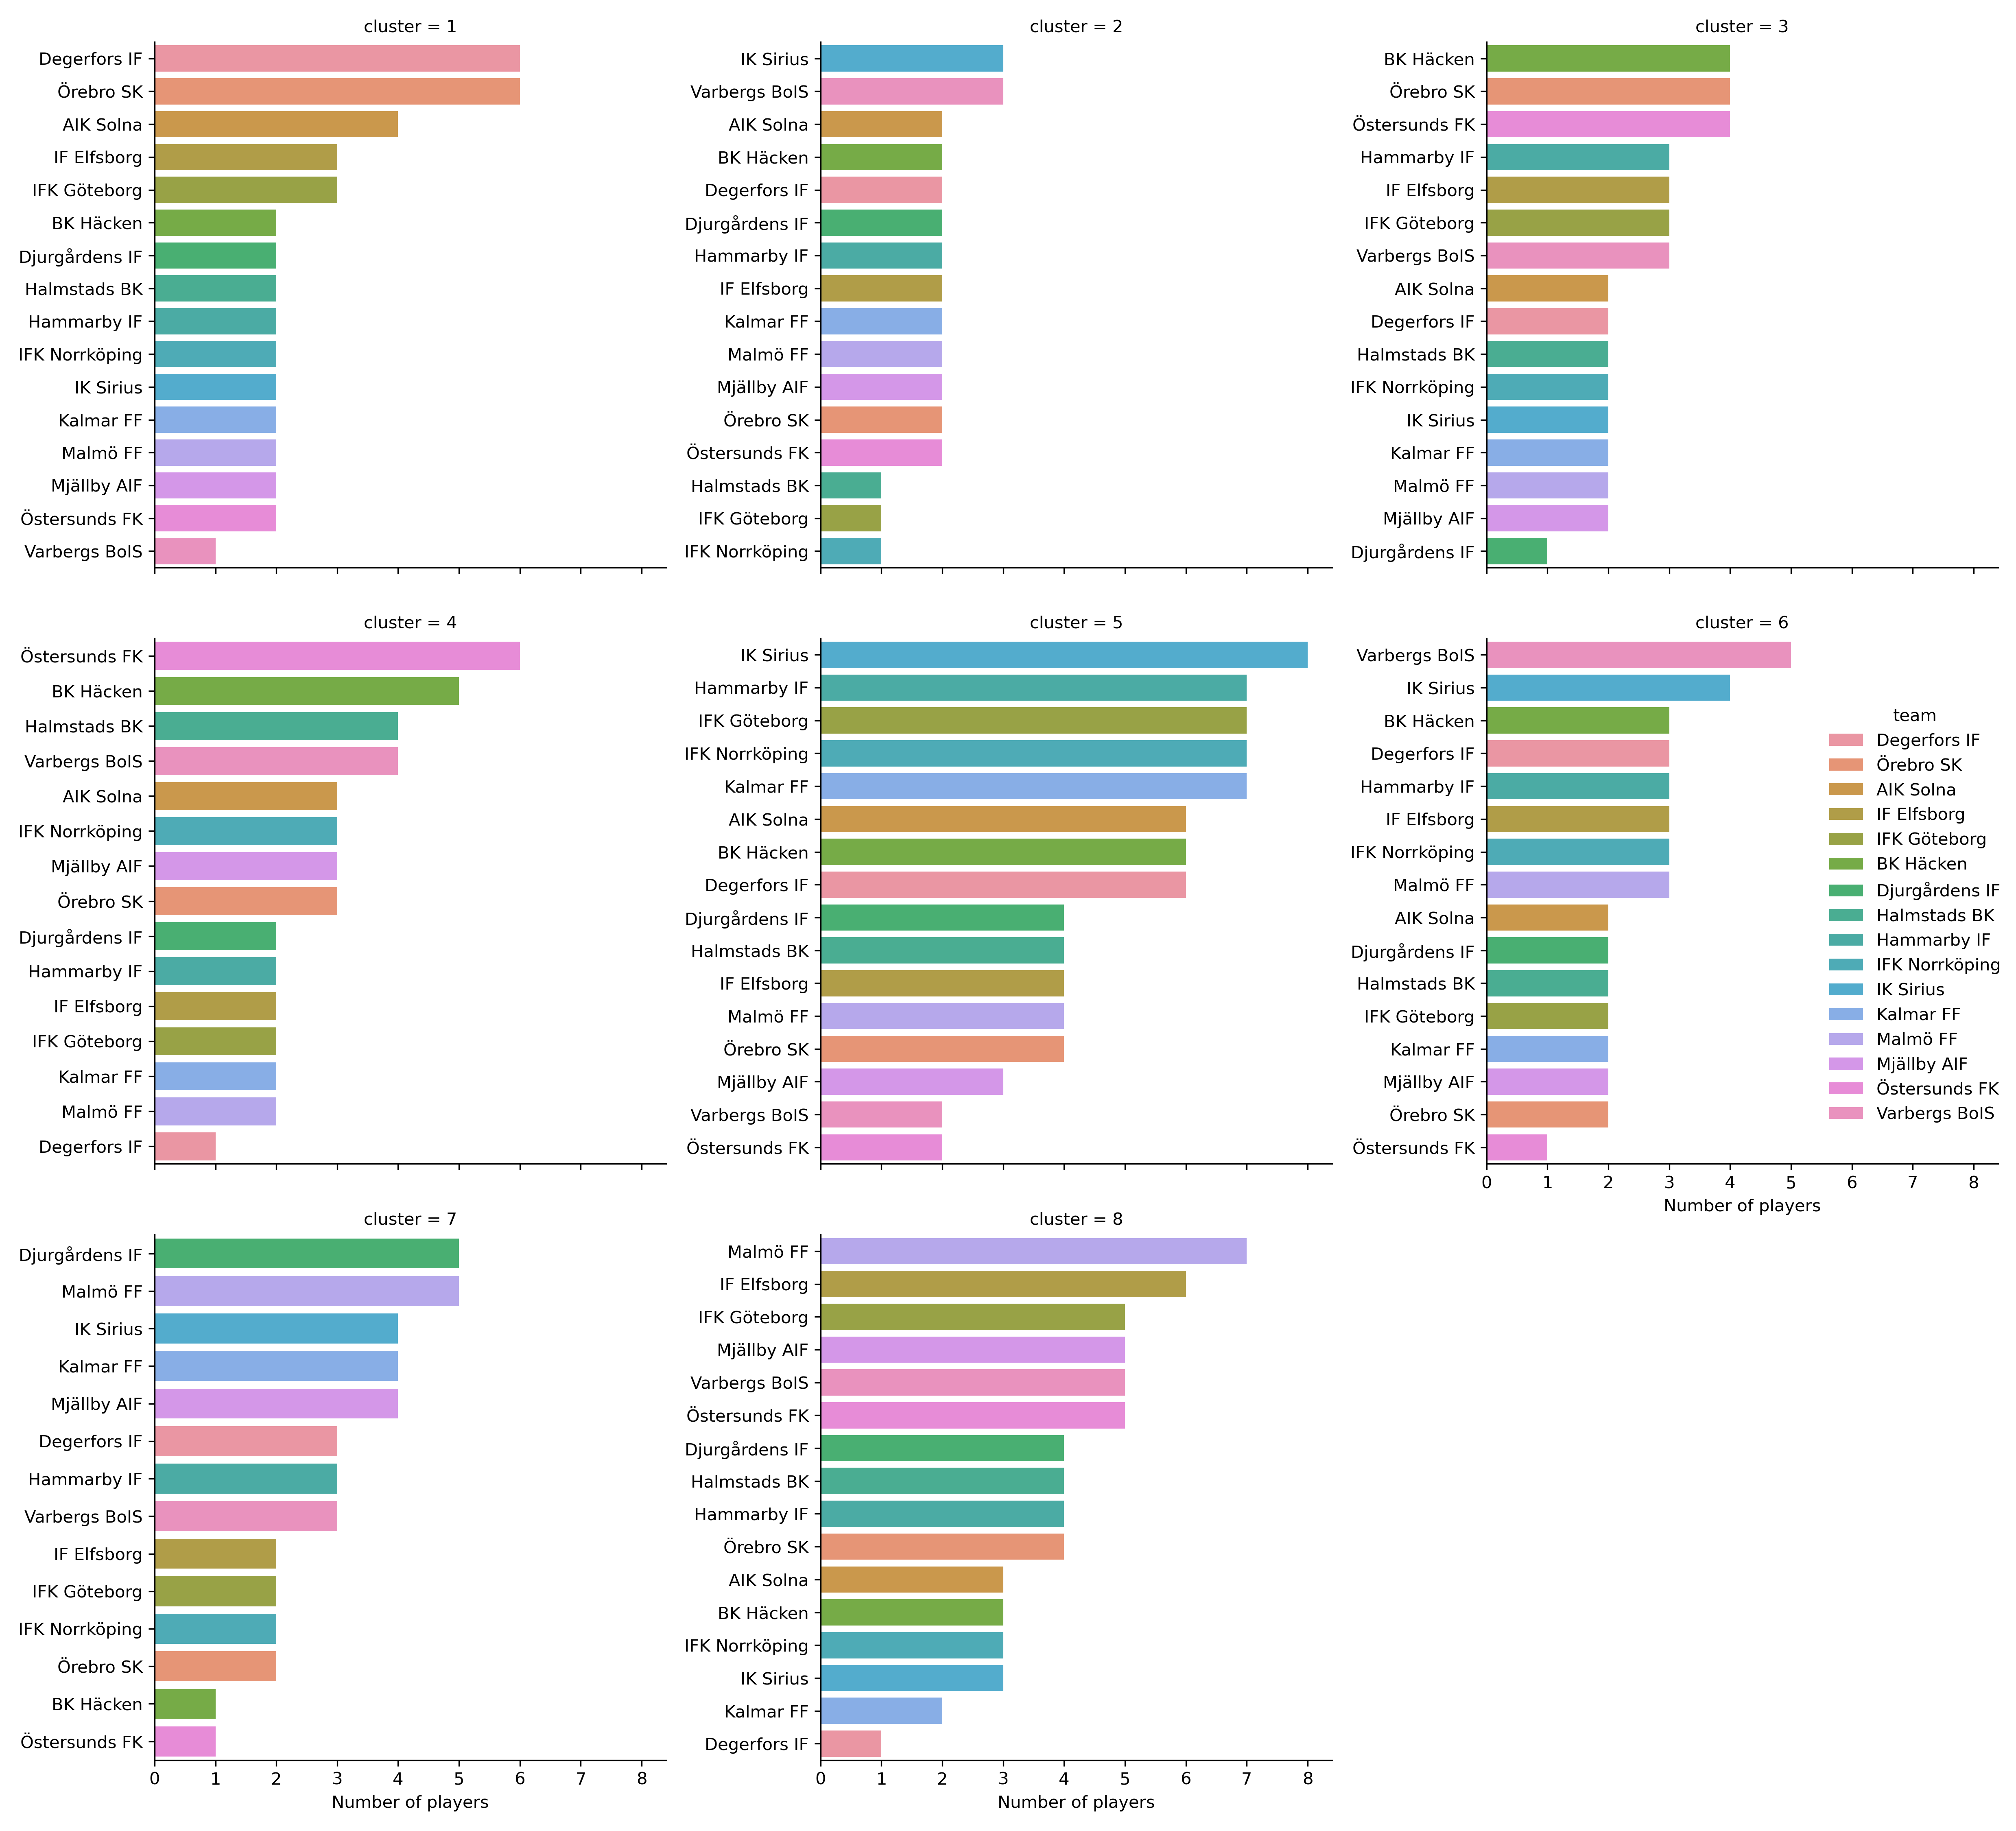 cluster = 1
Degerfors IF
Örebro SK
AIK Solna
IF Elfsborg
IFK Göteborg
BK Häcken
Djurgårdens IF
Halmstads BK
Hammarby IF
IFK Norrköping
IK Sirius
Kalmar FF
Malmö FF
Mjällby AIF
Östersunds FK
Varbergs BoIS
cluster = 2
IK Sirius
Varbergs BoIS
AIK Solna
BK Häcken
Degerfors IF
Djurgårdens IF
Hammarby IF
IF Elfsborg
Kalmar FF
Malmö FF
Mjällby AIF
Örebro SK
Östersunds FK
Halmstads BK
IFK Göteborg
IFK Norrköping
cluster = 3
BK Häcken
Örebro SK
Östersunds FK
Hammarby IF
IF Elfsborg
IFK Göteborg
Varbergs BoIS
AIK Solna
Degerfors IF
Halmstads BK
IFK Norrköping
IK Sirius
Kalmar FF
Malmö FF
Mjällby AIF
Djurgårdens IF
cluster = 4
Östersunds FK
BK Häcken
Halmstads BK
Varbergs BoIS
AIK Solna
IFK Norrköping
Mjällby AIF
Örebro SK
Djurgårdens IF
Hammarby IF
IF Elfsborg
IFK Göteborg
Kalmar FF
Malmö FF
Degerfors IF
cluster = 5
IK Sirius
Hammarby IF
IFK Göteborg
IFK Norrköping
Kalmar FF
AIK Solna
BK Häcken
Degerfors IF
Djurgårdens IF
Halmstads BK
IF Elfsborg
Malmö FF
Örebro SK
Mjällby AIF
Varbergs BoIS
Östersunds FK
cluster = 6
Varbergs BoIS
IK Sirius
BK Häcken
Degerfors IF
Hammarby IF
IF Elfsborg
IFK Norrköping
Malmö FF
AIK Solna
Djurgårdens IF
Halmstads BK
IFK Göteborg
Kalmar FF
Mjällby AIF
Örebro SK
Östersunds FK
0 1 2 3 4 5 6 7 8
Number of players
team
Degerfors IF
Örebro SK
AIK Solna
IF Elfsborg
IFK Göteborg
BK Häcken
Djurgårdens IF
Halmstads BK
Hammarby IF
IFK Norrköping
IK Sirius
Kalmar FF
Malmö FF
Mjällby AIF
Östersunds FK
Varbergs BoIS
cluster = 7
Djurgårdens IF
Malmö FF
IK Sirius
Kalmar FF
Mjällby AIF
Degerfors IF
Hammarby IF
Varbergs BoIS
IF Elfsborg
IFK Göteborg
IFK Norrköping
Örebro SK
BK Häcken
Östersunds FK
0 1 2 3 4 5 6 7 8
Number of players
cluster = 8
Malmö FF
IF Elfsborg
IFK Göteborg
Mjällby AIF
Varbergs BoIS
Östersunds FK
Djurgårdens IF
Halmstads BK
Hammarby IF
Örebro SK
AIK Solna
BK Häcken
IFK Norrköping
IK Sirius
Kalmar FF
Degerfors IF
0 1 2 3 4 5 6 7 8
Number of players